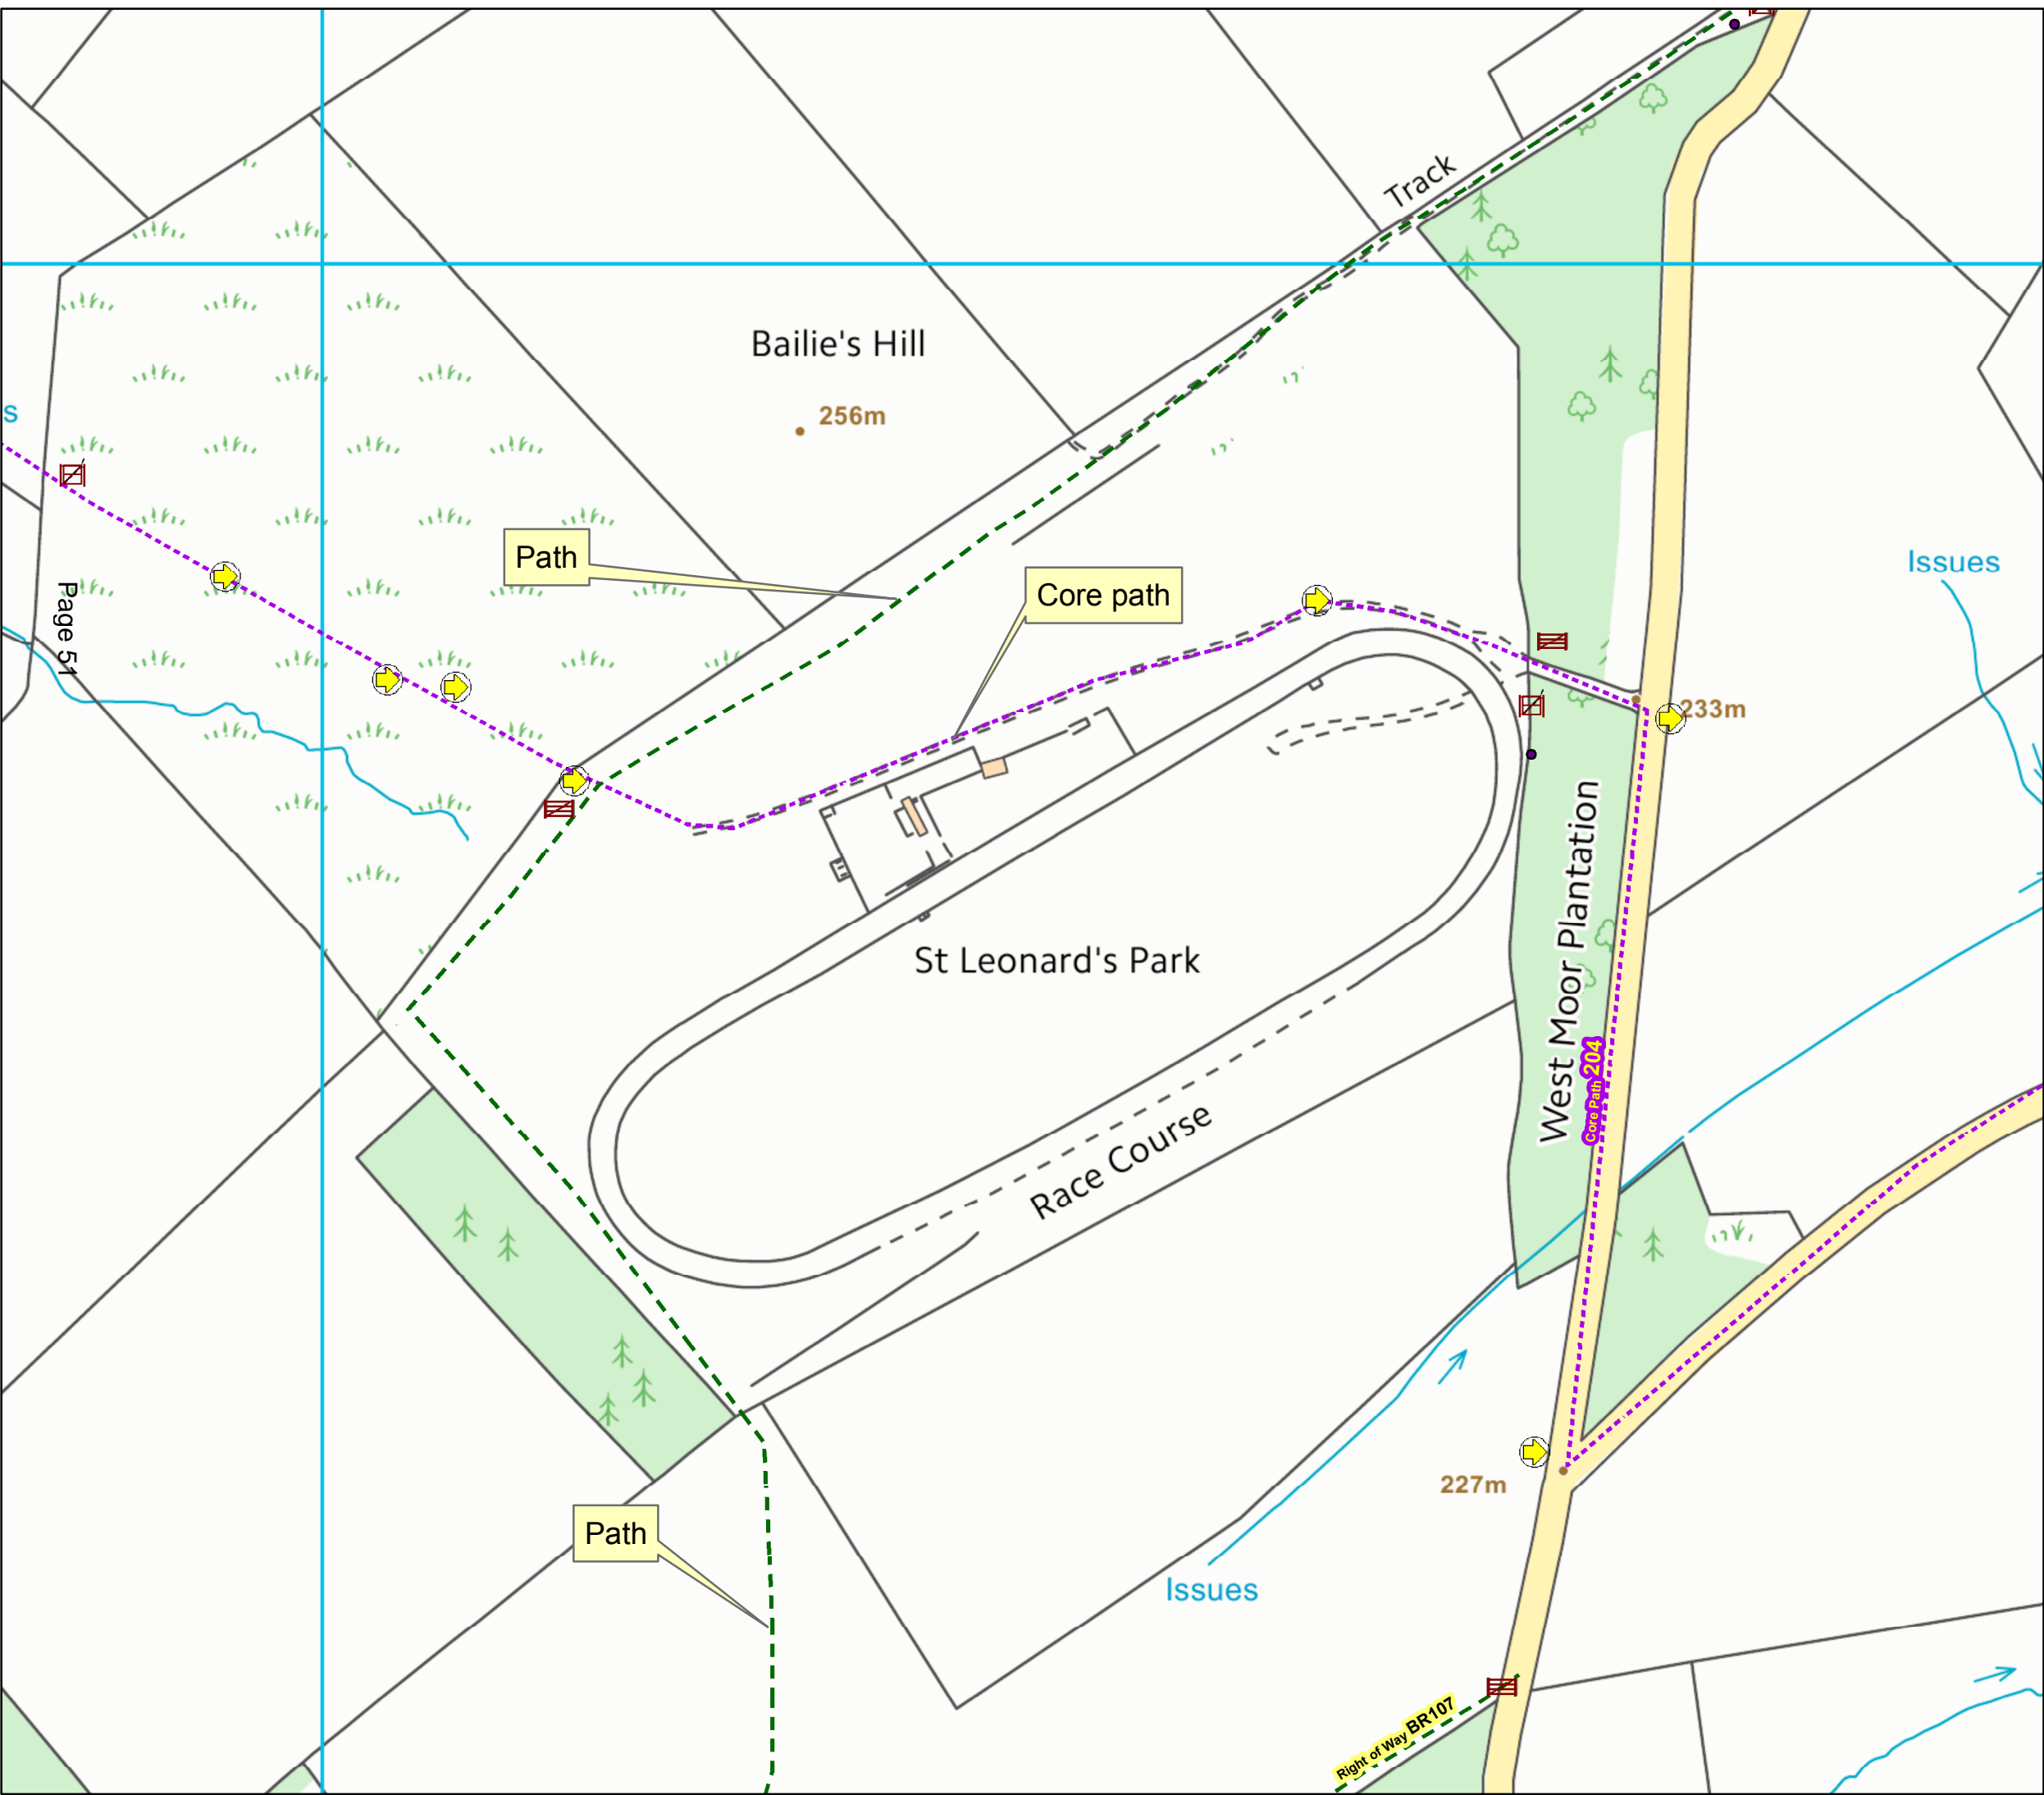 Track
Bailie's Hill
256m
s
Path
Core path
Issues
Page 51
233m
West Moor Plantation
St Leonard's Park
Core Path 204
Race Course
227m
Path
Issues
Right of Way BR107